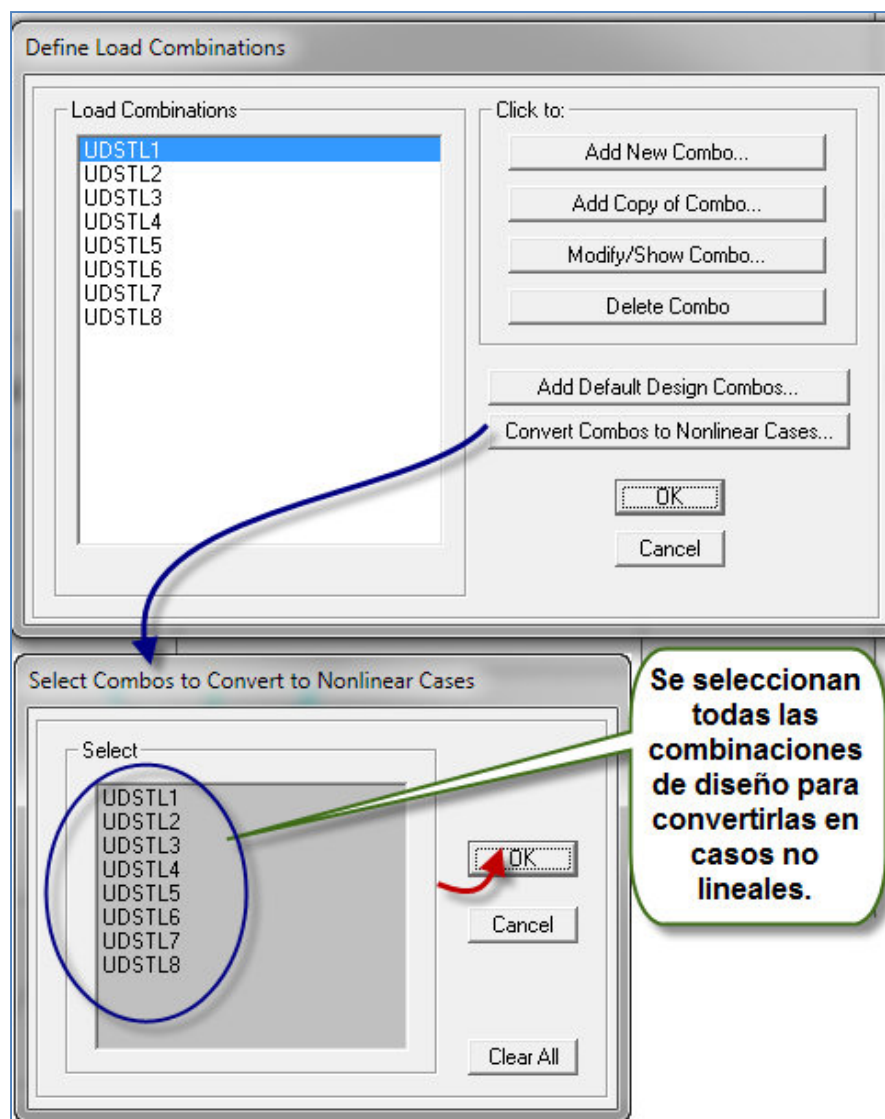 Define Load Combinations
Load Combinations
UDSTL1
UDSTL2
UDSTL3
UDSTL4
UDSTL5
UDSTL6
UDSTL7
UDSTL8
Click to:
Add New Combo...
Add Copy of Combo...
Modify/Show Combo...
Delete Combo
Add Default Design Combos...
Convert Combos to Nonlinear Cases...
OK
Cancel
Select Combos to Convert to Nonlinear Cases
Select
UDSTL1
UDSTL2
UDSTL3
UDSTL4
UDSTL5
UDSTL6
UDSTL7
UDSTL8
OK
Cancel
Clear All
Se seleccionan
todas las
combinaciones
de diseño para
convertirlas en
casos no
lineales.